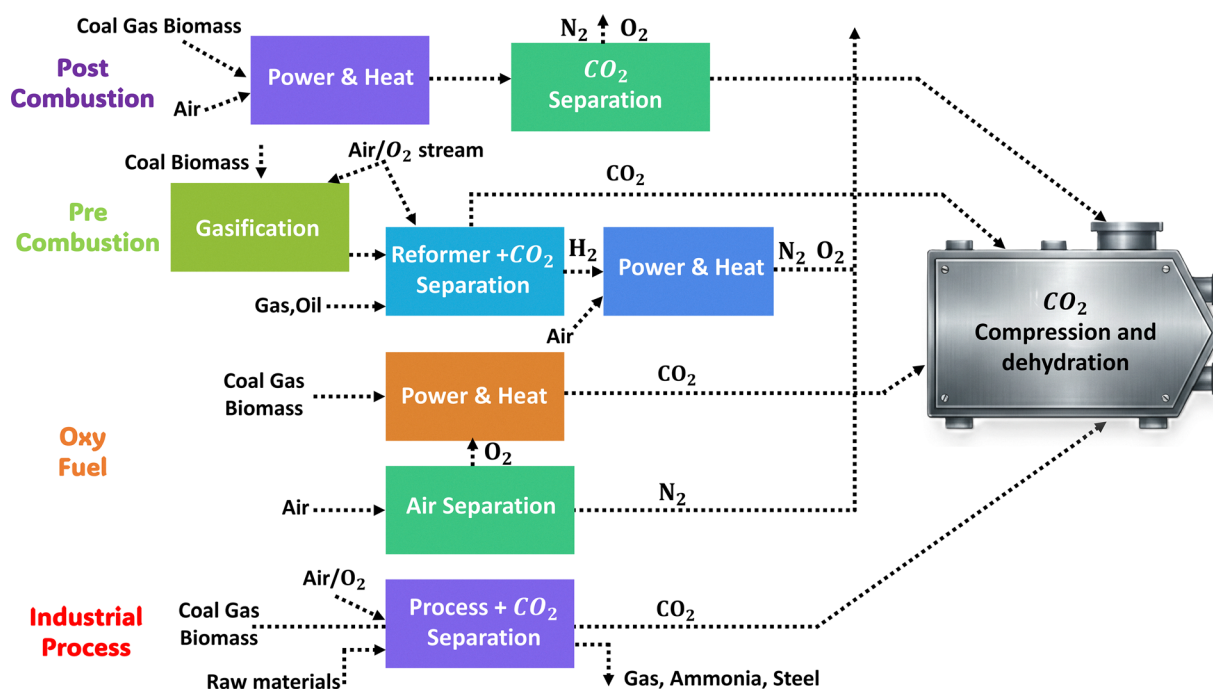 Post
Combustion
Coal Gas Biomass
Air
Power & Heat
N₂ O₂
CO₂
Separation
Pre
Combustion
Coal Biomass
Air/O₂ stream
Gasification
Gas,Oil
Reformer +CO₂
Separation
CO₂
H₂
Air
Power & Heat
N₂ O₂
Oxy
Fuel
Coal Gas
Biomass
Power & Heat
CO₂
O₂
Air
Air Separation
N₂
Industrial
Process
Air/O₂
Coal Gas
Biomass
Raw materials
Process + CO₂
Separation
CO₂
Gas, Ammonia, Steel
CO₂
Compression and
dehydration